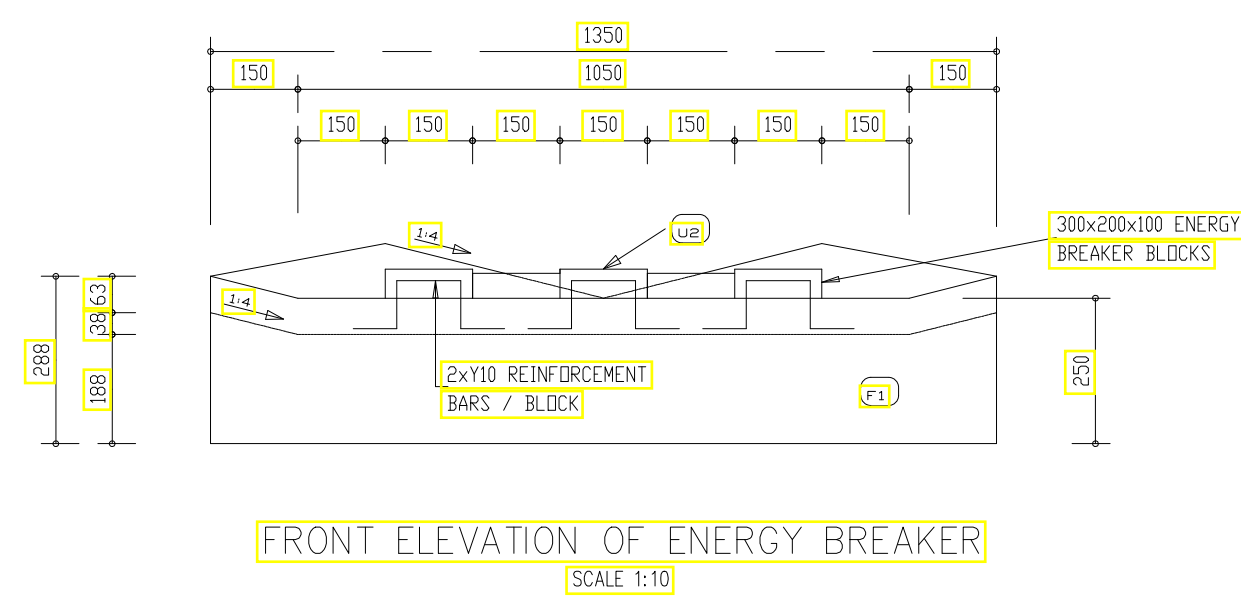 1350
150 1050 150
150 150 150 150 150 150 150
1:4
U2
300x200x100 ENERGY
BREAKER BLOCKS
1:4
63
38
288
188
250
2xY10 REINFORCEMENT
BARS / BLOCK
F1
FRONT ELEVATION OF ENERGY BREAKER
SCALE 1:10